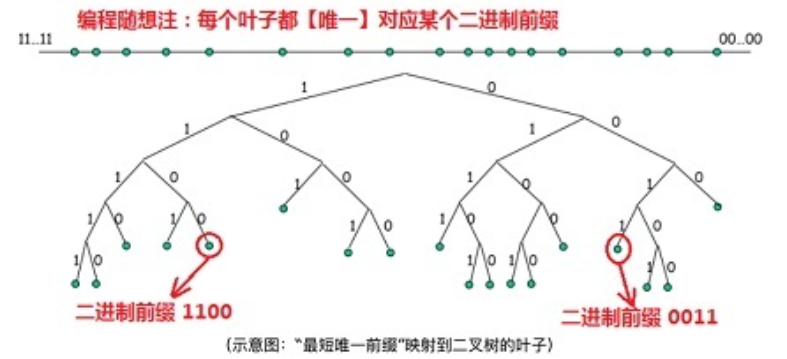 编程随想注：每个叶子都【唯一】对应某个二进制前缀
11...11 00...00
1 0
1 0 1 0
1 0 1 0 1 0 1 0
1 0 1 0 1 0 1 0 1 0 1 0
1 0 1 0 1 0 1 0
二进制前缀 1100
二进制前缀 0011
(示意图：“最短唯一前缀”映射到二叉树的叶子)